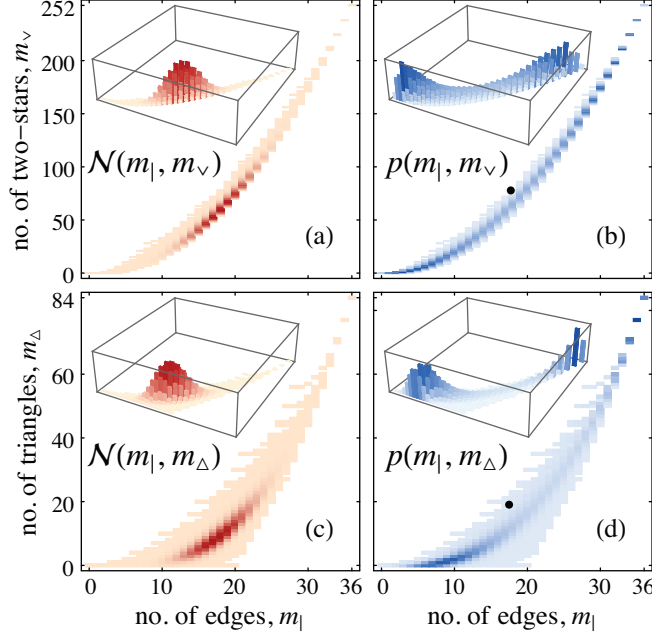 252
200
150
100
50
0
no. of two-stars, m∨
𝒩(m|, m∨)
(a)
p(m|, m∨)
(b)
84
60
40
20
0
no. of triangles, m△
𝒩(m|, m△)
(c)
p(m|, m△)
(d)
0 10 20 30 36
0 10 20 30 36
no. of edges, m|
no. of edges, m|